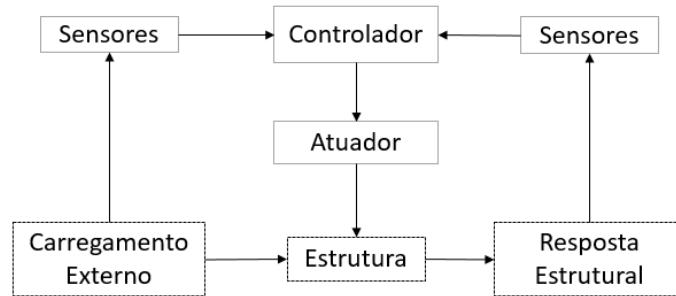 Sensores
Controlador
Sensores
Atuador
Carregamento
Externo
Estrutura
Resposta
Estrutural